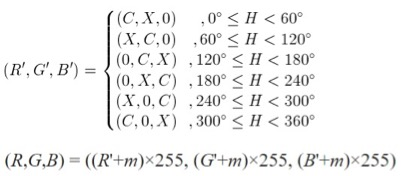 (R′, G′, B′) =
(C, X, 0) , 0° ≤ H < 60°
(X, C, 0) , 60° ≤ H < 120°
(0, C, X) , 120° ≤ H < 180°
(0, X, C) , 180° ≤ H < 240°
(X, 0, C) , 240° ≤ H < 300°
(C, 0, X) , 300° ≤ H < 360°
(R,G,B) = ((R'+m)×255, (G'+m)×255, (B'+m)×255)